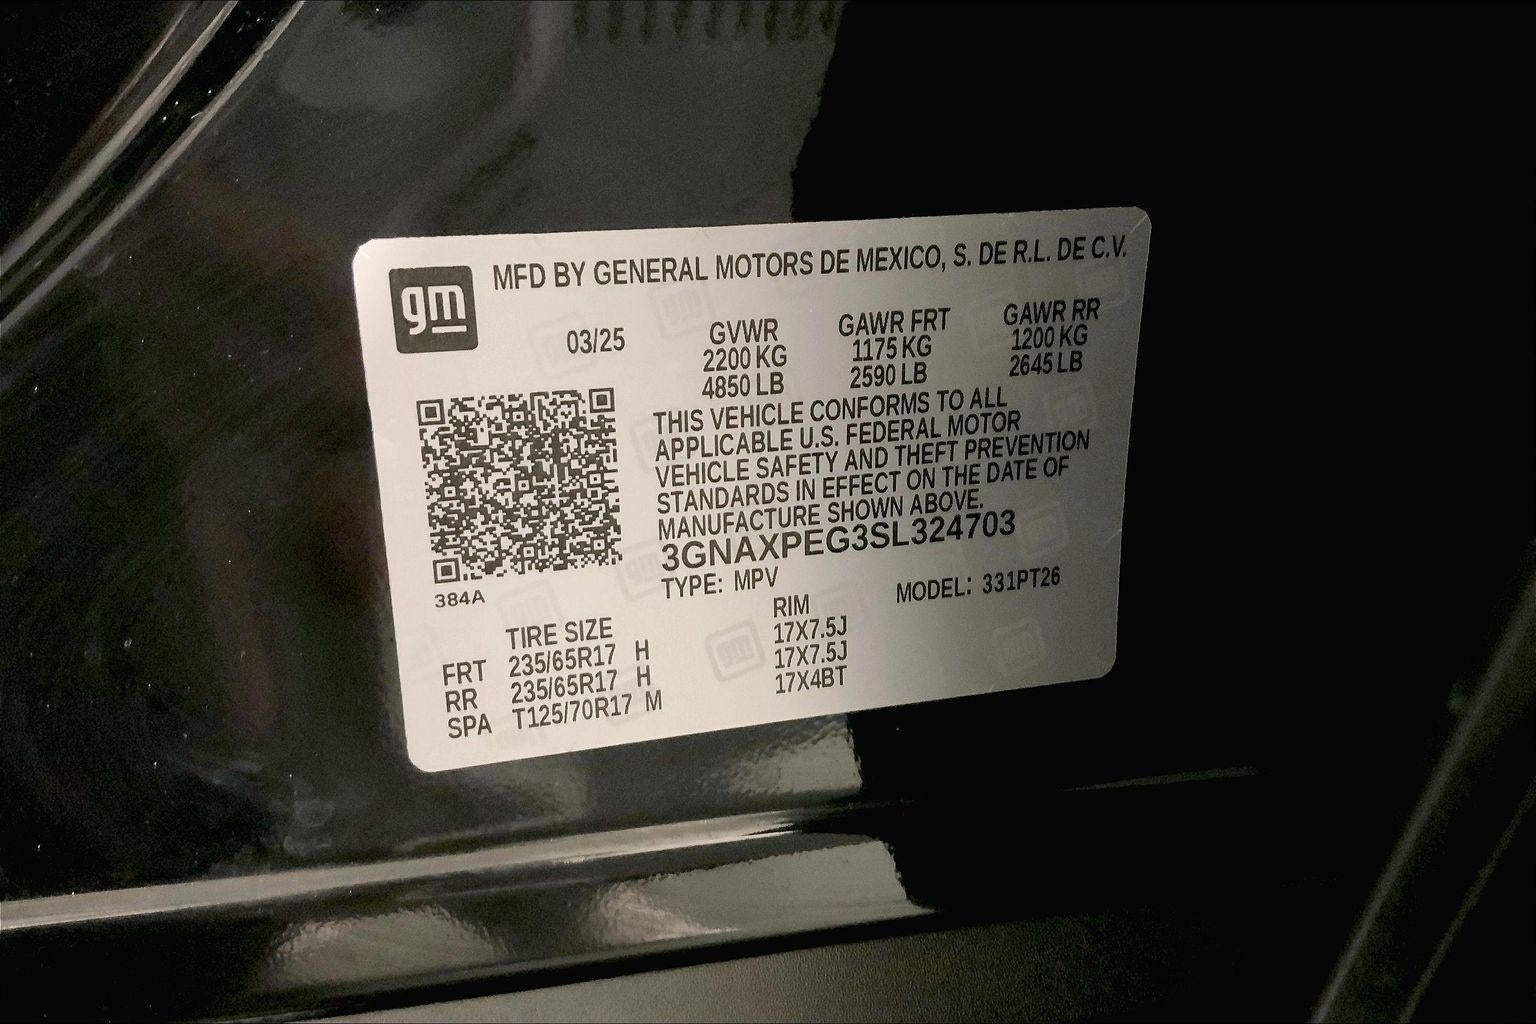 gm
MFD BY GENERAL MOTORS DE MEXICO, S. DE R.L. DE C.V.
03/25
GVWR GAWR FRT GAWR RR
2200 KG 1175 KG 1200 KG
4850 LB 2590 LB 2645 LB
THIS VEHICLE CONFORMS TO ALL
APPLICABLE U.S. FEDERAL MOTOR
VEHICLE SAFETY AND THEFT PREVENTION
STANDARDS IN EFFECT ON THE DATE OF
MANUFACTURE SHOWN ABOVE.
3GNAXPEG3SL324703
TYPE: MPV MODEL: 331PT26
384A
TIRE SIZE RIM
FRT 235/65R17 H 17X7.5J
RR 235/65R17 H 17X7.5J
SPA T125/70R17 M 17X4BT